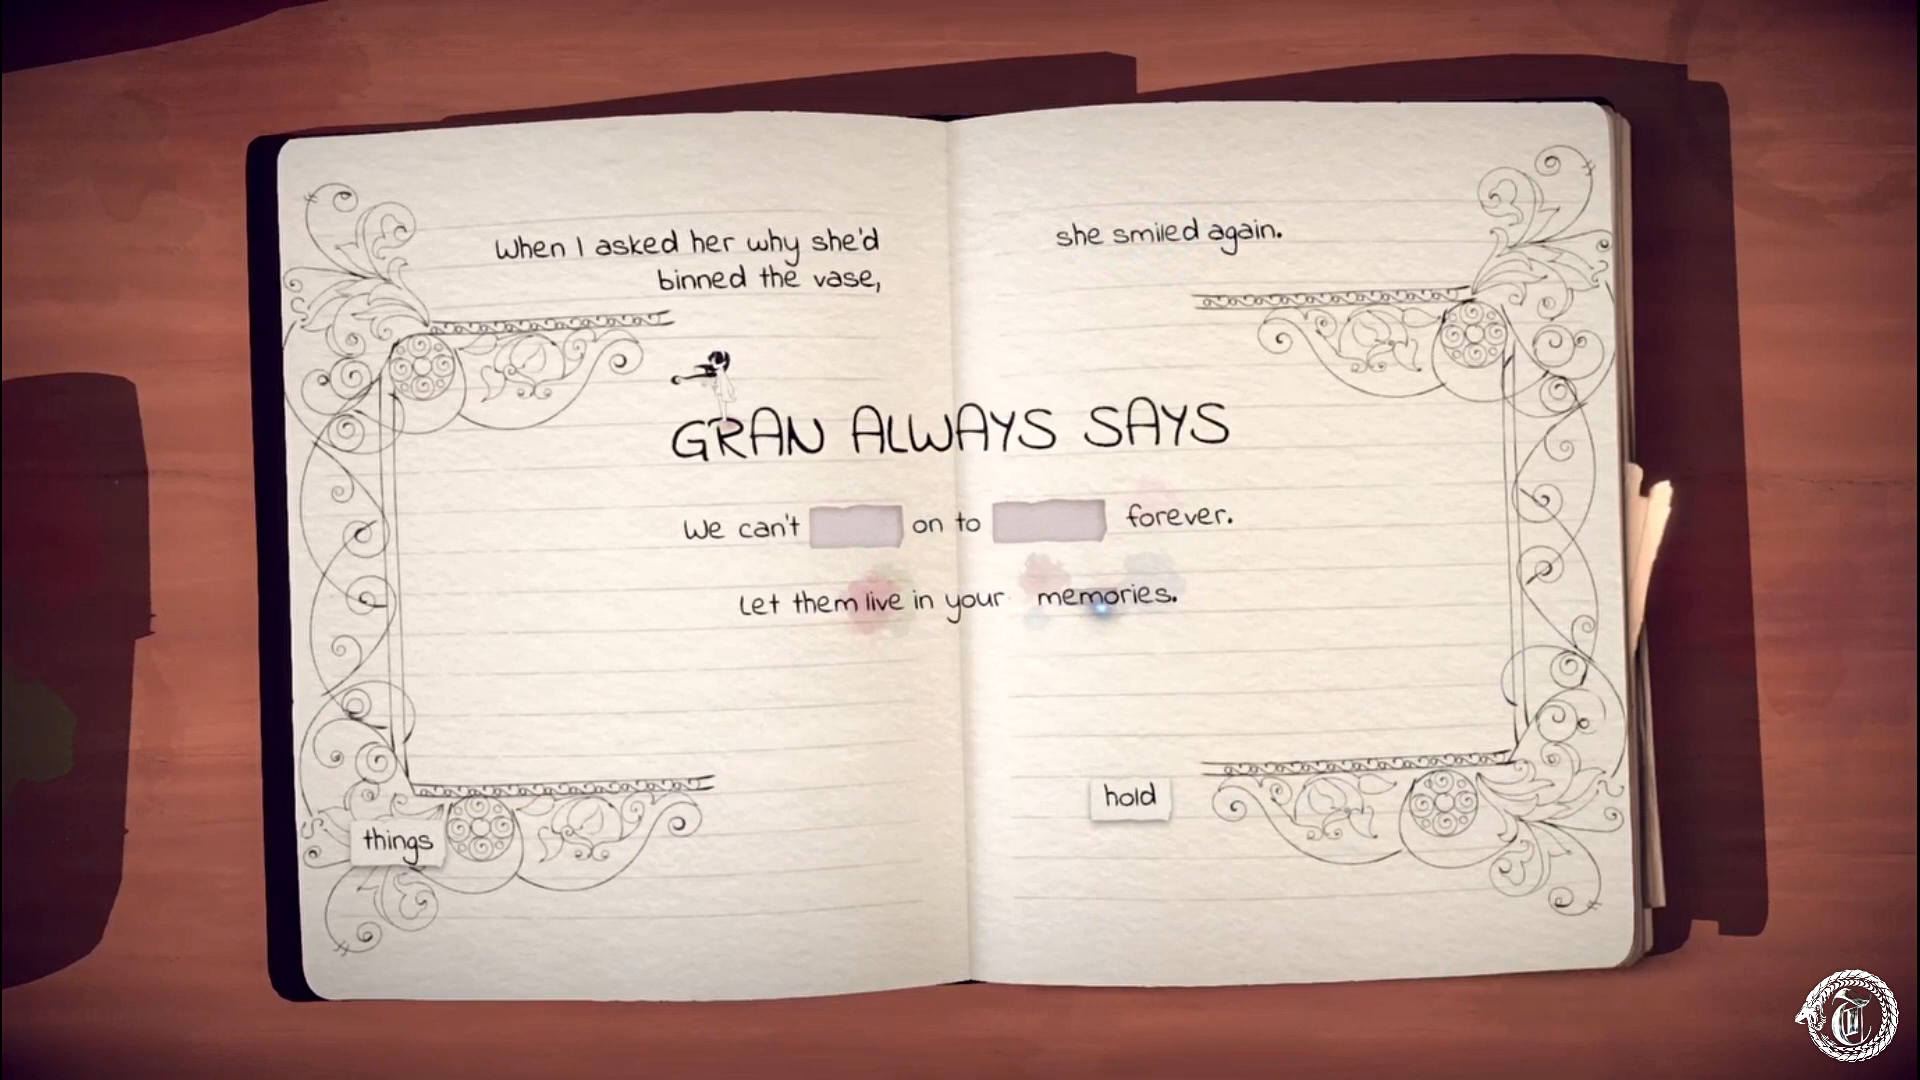 When I asked her why she'd
binned the vase,
she smiled again.
GRAN ALWAYS SAYS
We can't on to forever.
Let them live in your memories.
things
hold